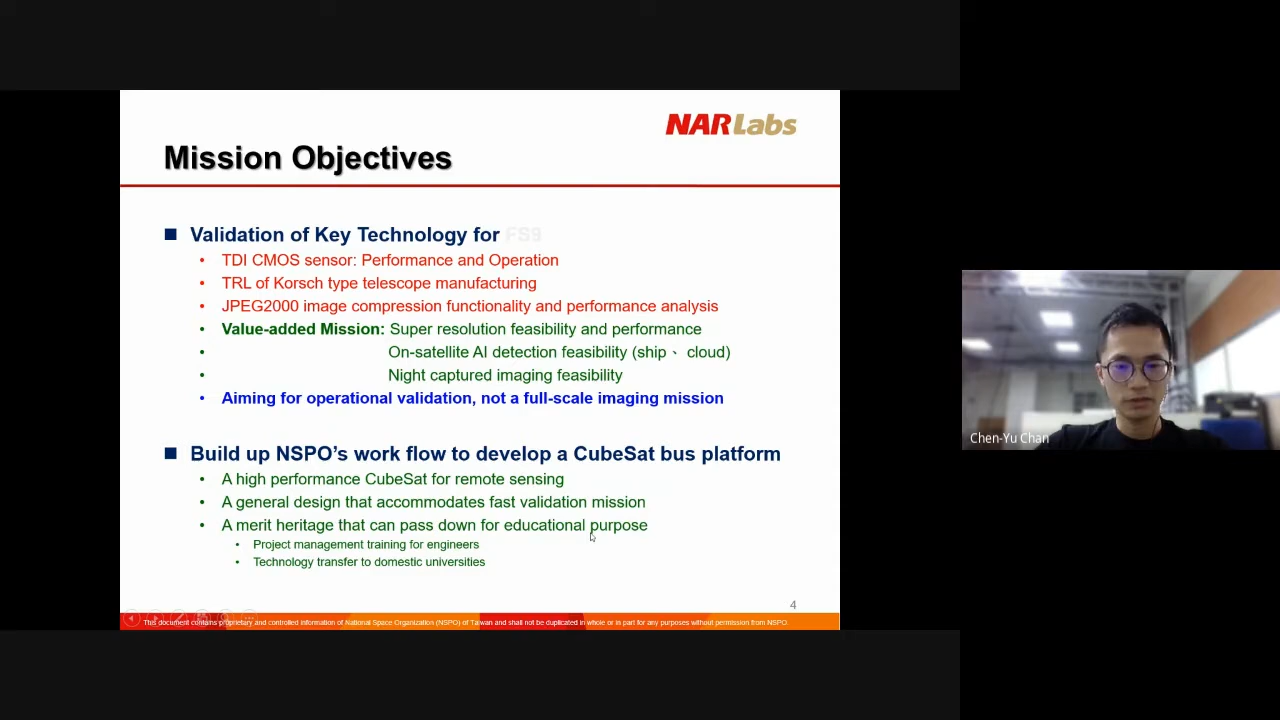 NARLabs
Mission Objectives
Validation of Key Technology for FS9
TDI CMOS sensor: Performance and Operation
TRL of Korsch type telescope manufacturing
JPEG2000 image compression functionality and performance analysis
Value-added Mission: Super resolution feasibility and performance
On-satellite AI detection feasibility (ship、 cloud)
Night captured imaging feasibility
Aiming for operational validation, not a full-scale imaging mission
Build up NSPO's work flow to develop a CubeSat bus platform
A high performance CubeSat for remote sensing
A general design that accommodates fast validation mission
A merit heritage that can pass down for educational purpose
Project management training for engineers
Technology transfer to domestic universities
4
This document contains proprietary and controlled information of National Space Organization (NSPO) of Taiwan and shall not be duplicated in whole or is part for any purposes without permission from NSPO.
Chen-Yu Chan